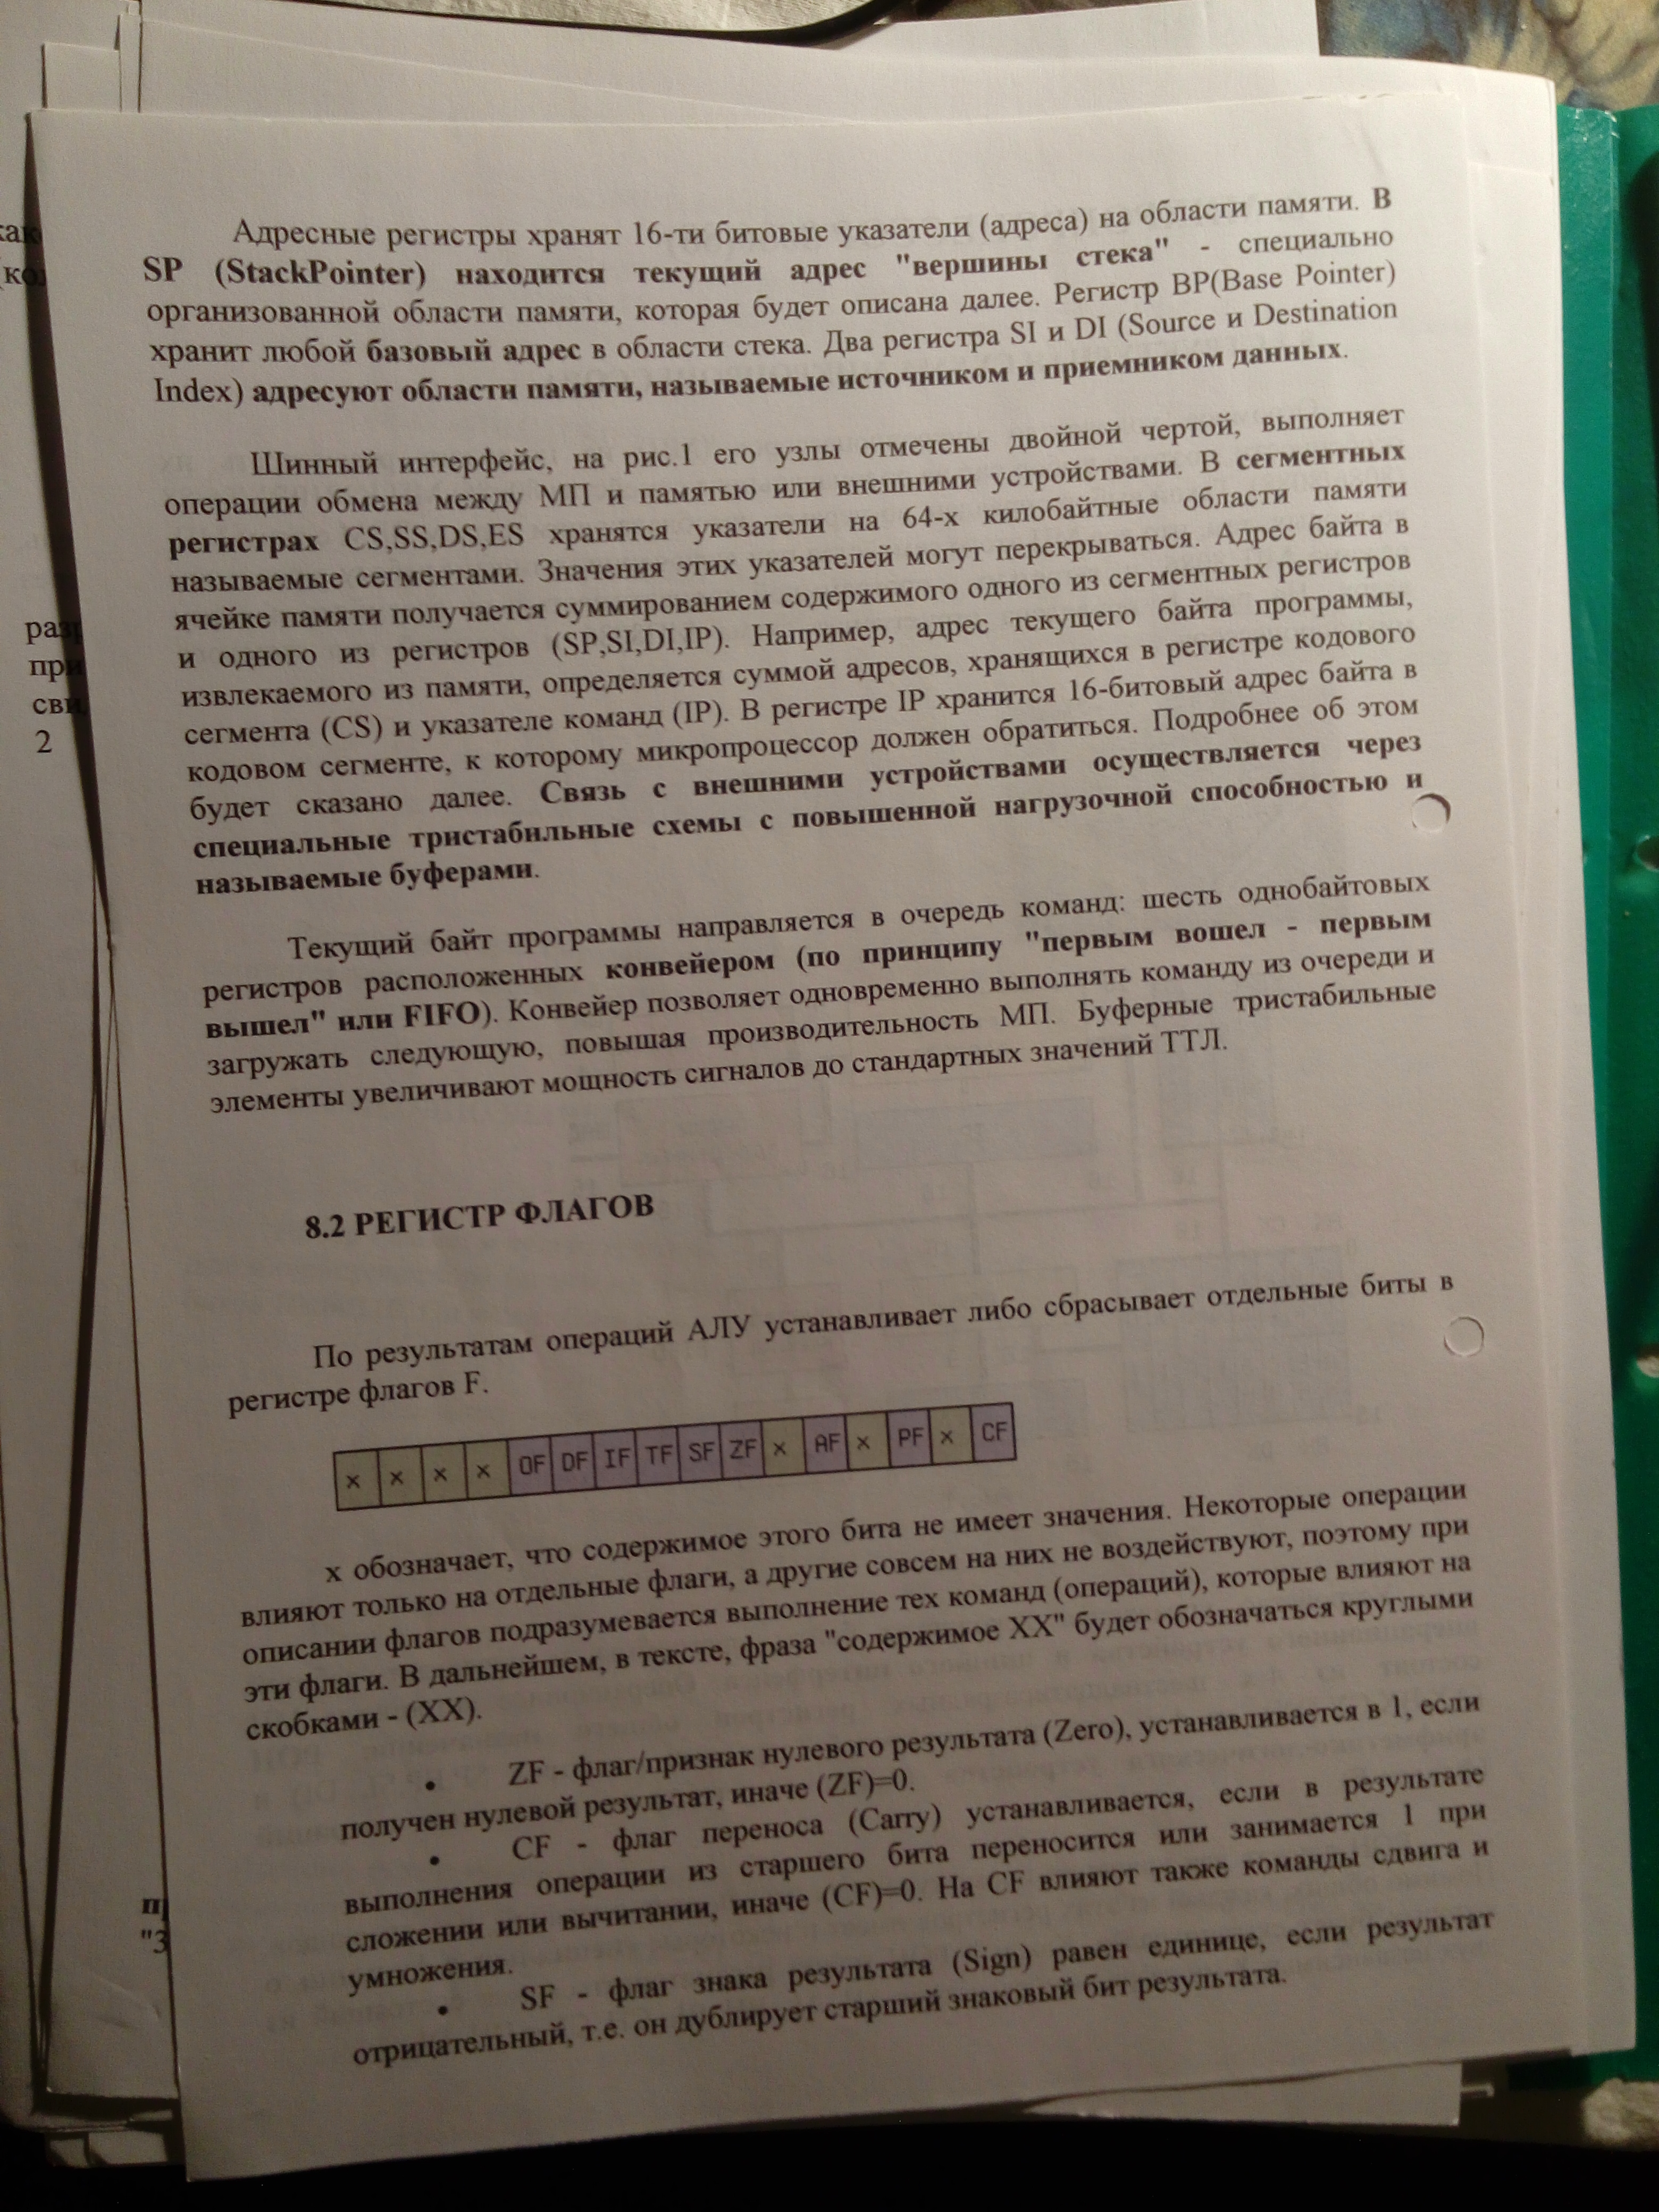 Адресные регистры хранят 16-ти битовые указатели (адреса) на области памяти. В
SP (StackPointer) находится текущий адрес "вершины стека" - специально
организованной области памяти, которая будет описана далее. Регистр BP(Base Pointer)
хранит любой базовый адрес в области стека. Два регистра SI и DI (Source и Destination
Index) адресуют области памяти, называемые источником и приемником данных.
Шинный интерфейс, на рис.1 его узлы отмечены двойной чертой, выполняет
операции обмена между МП и памятью или внешними устройствами. В сегментных
регистрах CS,SS,DS,ES хранятся указатели на 64-х килобайтные области памяти
называемые сегментами. Значения этих указателей могут перекрываться. Адрес байта в
ячейке памяти получается суммированием содержимого одного из сегментных регистров
и одного из регистров (SP,SI,DI,IP). Например, адрес текущего байта программы,
извлекаемого из памяти, определяется суммой адресов, хранящихся в регистре кодового
сегмента (CS) и указателе команд (IP). В регистре IP хранится 16-битовый адрес байта в
кодовом сегменте, к которому микропроцессор должен обратиться. Подробнее об этом
будет сказано далее. Связь с внешними устройствами осуществляется через
специальные тристабильные схемы с повышенной нагрузочной способностью и
называемые буферами.
Текущий байт программы направляется в очередь команд: шесть однобайтовых
регистров расположенных конвейером (по принципу "первым вошел - первым
вышел" или FIFO). Конвейер позволяет одновременно выполнять команду из очереди и
загружать следующую, повышая производительность МП. Буферные тристабильные
элементы увеличивают мощность сигналов до стандартных значений ТТЛ.
8.2 РЕГИСТР ФЛАГОВ
По результатам операций АЛУ устанавливает либо сбрасывает отдельные биты в
регистре флагов F.
x x x x OF DF IF TF SF ZF x AF x PF x CF
x обозначает, что содержимое этого бита не имеет значения. Некоторые операции
влияют только на отдельные флаги, а другие совсем на них не воздействуют, поэтому при
описании флагов подразумевается выполнение тех команд (операций), которые влияют на
эти флаги. В дальнейшем, в тексте, фраза "содержимое XX" будет обозначаться круглыми
скобками - (XX).
• ZF - флаг/признак нулевого результата (Zero), устанавливается в 1, если
получен нулевой результат, иначе (ZF)=0.
• CF - флаг переноса (Carry) устанавливается, если в результате
выполнения операции из старшего бита переносится или занимается 1 при
сложении или вычитании, иначе (CF)=0. На CF влияют также команды сдвига и
умножения.
• SF - флаг знака результата (Sign) равен единице, если результат
отрицательный, т.е. он дублирует старший знаковый бит результата.